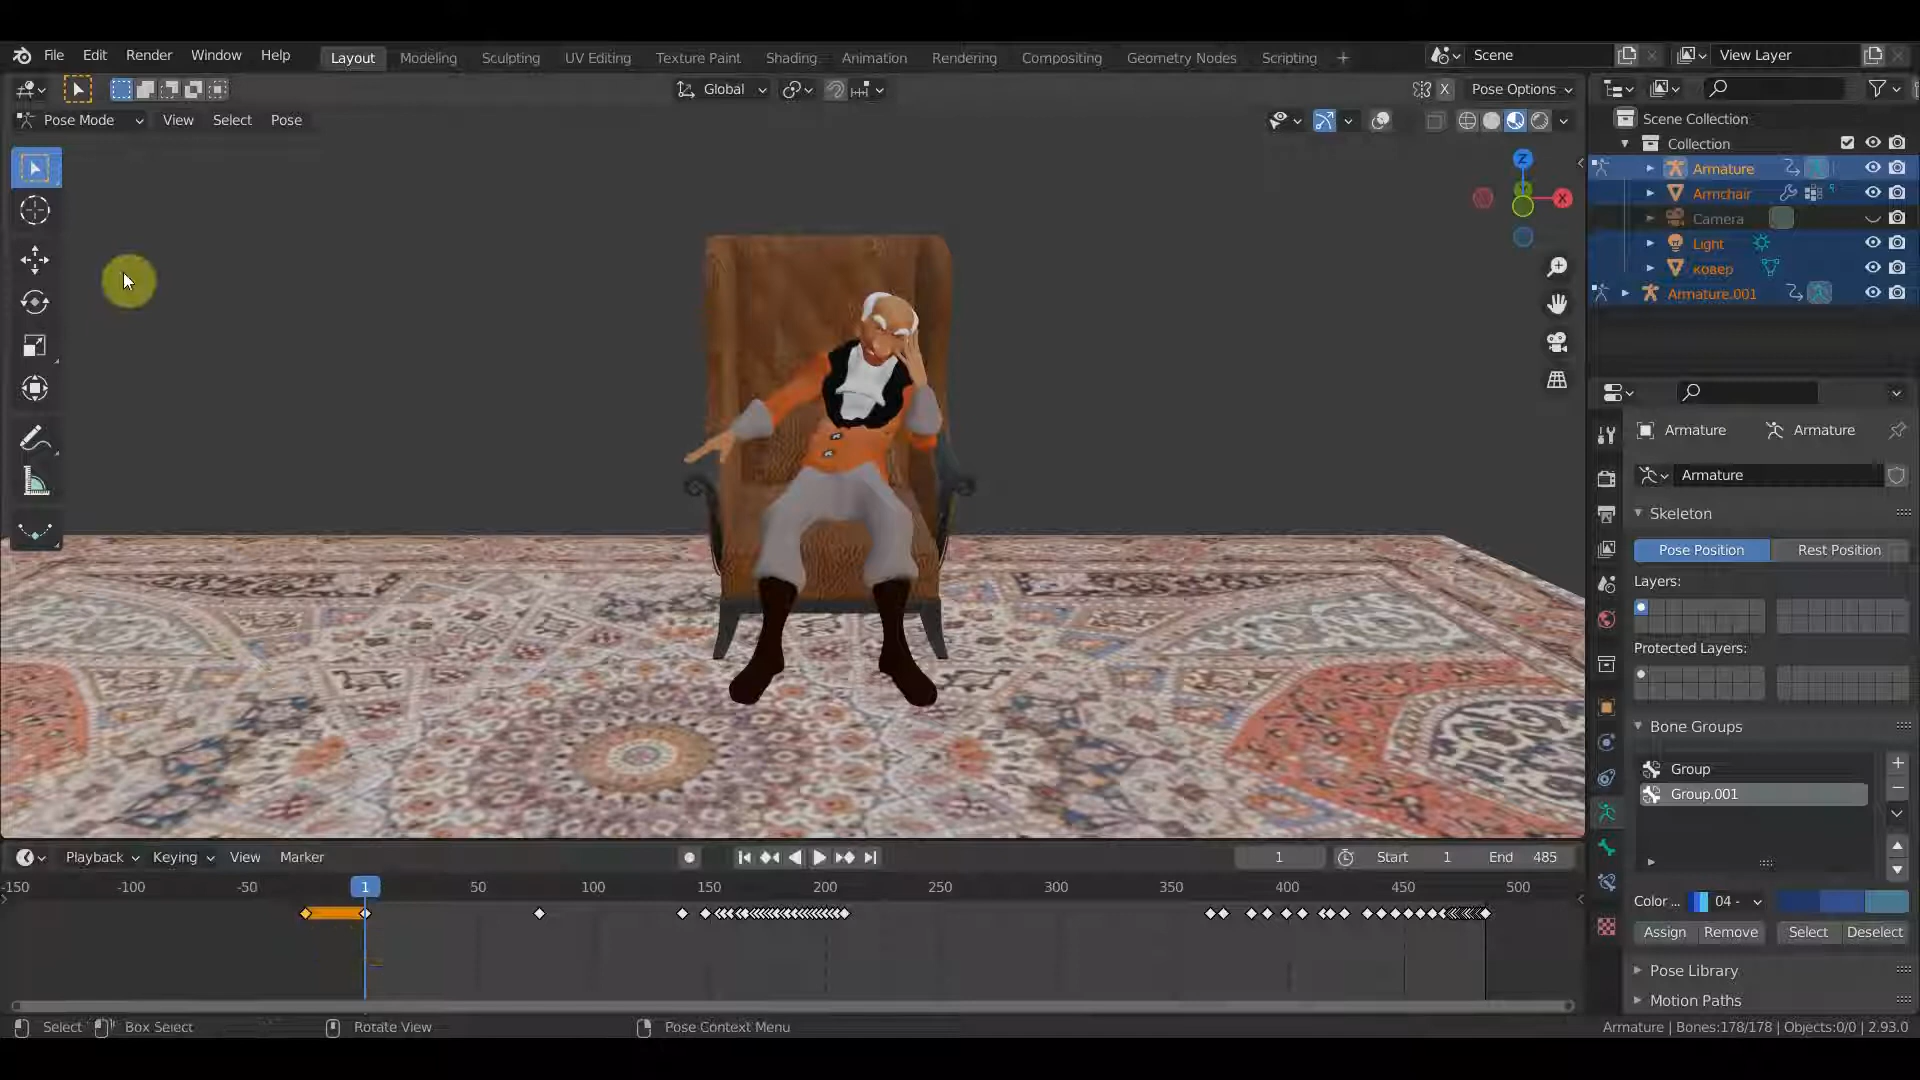 File Edit Render Window Help Layout Modeling Sculpting UV Editing Texture Paint Shading Animation Rendering Compositing Geometry Nodes Scripting + Scene View Layer
Global X Pose Options
Pose Mode View Select Pose
Z
X
Scene Collection
Collection
Armature
Armchair
Camera
Light
ковер
Armature.001
Armature Armature
Armature
Skeleton
Pose Position Rest Position
Layers:
Protected Layers:
Bone Groups
Group
Group.001
Color ... 04 -
Assign Remove Select Deselect
Pose Library
Motion Paths
Playback Keying View Marker 1 Start 1 End 485
-150 -100 -50 1 50 100 150 200 250 300 350 400 450 500
Select Box Select Rotate View Pose Context Menu Armature | Bones:178/178 | Objects:0/0 | 2.93.0